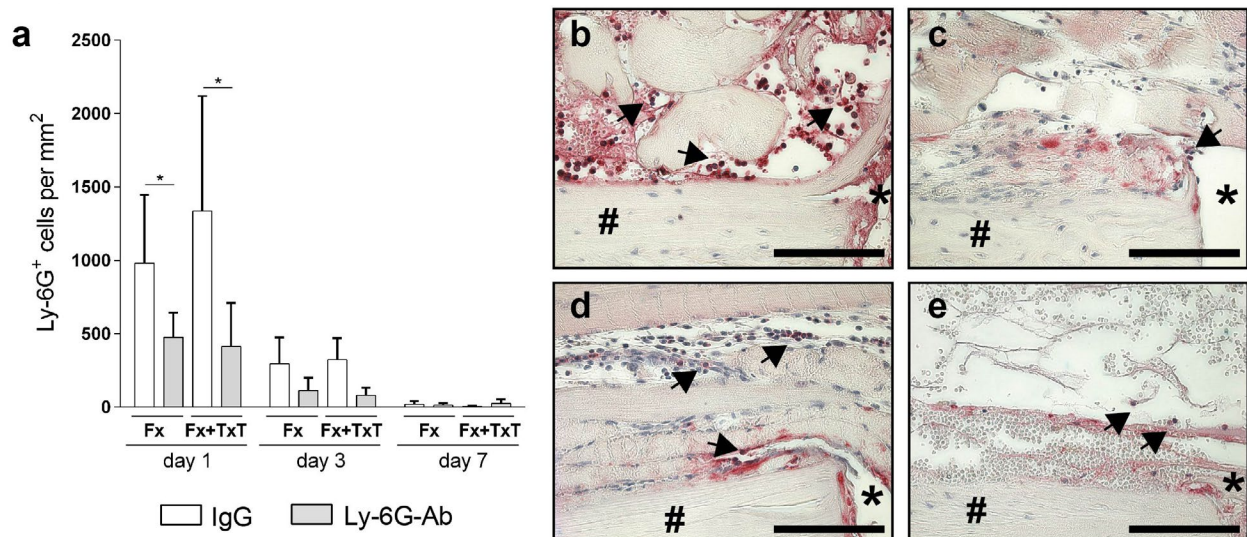 a
2500
2000
1500
1000
500
0
Ly-6G+ cells per mm2
*
*
Fx Fx+TxT Fx Fx+TxT Fx Fx+TxT
day 1 day 3 day 7
IgG Ly-6G-Ab
b
#
*
c
#
*
d
#
*
e
#
*